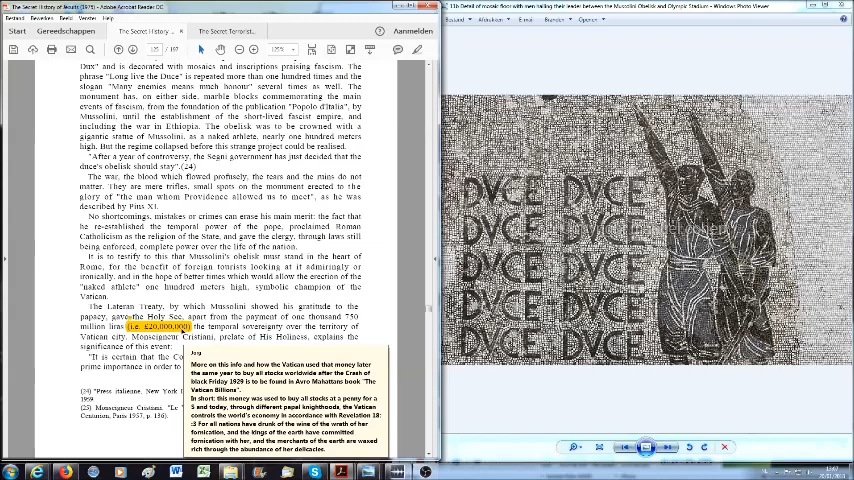 The Secret History of Jesuits (1975) - Adobe Acrobat Reader DC
Bestand Bewerken Beeld Venster Help
Start Gereedschappen The Secret History ... × The Secret Terrorist... Aanmelden
125 / 197 125%
Dux" and is decorated with mosaics and inscriptions praising fascism. The
phrase "Long live the Duce" is repeated more than one hundred times and the
slogan "Many enemies means much honour" several times as well. The
monument has, on either side, marble blocks commemorating the main
events of fascism, from the foundation of the publication "Popolo d'Italia", by
Mussolini, until the establishment of the short-lived fascist empire, and
including the war in Ethiopia. The obelisk was to be crowned with a
gigantic statue of Mussolini, as a naked athlete, nearly one hundred meters
high. But the regime collapsed before this strange project could be realised.
"After a year of controversy, the Segni government has just decided that the
duce's obelisk should stay".(24)
The war, the blood which flowed profusely, the tears and the ruins do not
matter. They are mere trifles, small spots on the monument erected to the
glory of "the man whom Providence allowed us to meet", as he was
described by Pius XI.
No shortcomings, mistakes or crimes can erase his main merit: the fact that
he re-established the temporal power of the pope, proclaimed Roman
Catholicism as the religion of the State, and gave the clergy, through laws still
being enforced, complete power over the life of the nation.
It is to testify to this that Mussolini's obelisk must stand in the heart of
Rome, for the benefit of foreign tourists looking at it admiringly or
ironically, and in the hope of better times which would allow the erection of the
"naked athlete" one hundred meters high, symbolic champion of the
Vatican.
The Lateran Treaty, by which Mussolini showed his gratitude to the
papacy, gave the Holy See, apart from the payment of one thousand 750
million liras (i.e. £20,000,000) the temporal sovereignty over the territory of
Vatican city. Monseigneur Cristiani, prelate of His Holiness, explains the
significance of this event:
"It is certain that the Co
prime importance in order to
(24) "Press italienne, New York
(25) Monseigneur Cristiani: "Le
Centurion, Paris 1957, p. 136).
Jorg
More on this info and how the Vatican used that money later
the same year to buy all stocks worldwide after the Crash of
black Friday 1929 is to be found in Avro Mahattans book "The
Vatican Billions".
In short: this money was used to buy all stocks at a penny for a
$ and today, through different papal knighthoods, the Vatican
controls the world's economy in accordance with Revelation 18:
:3 For all nations have drunk of the wine of the wrath of her
fornication, and the kings of the earth have committed
fornication with her, and the merchants of the earth are waxed
rich through the abundance of her delicacies.
11b Detail of mosaic floor with men hailing their leader between the Mussolini Obelisk and Olympic Stadium - Windows Photo Viewer
Bestand Afdrukken E-mail Branden Openen
DVCE DVCE
DVCE DVCE
DVCE DVCE
DVCE DVCE
DVCE DVCE
13:07
20/01/2018